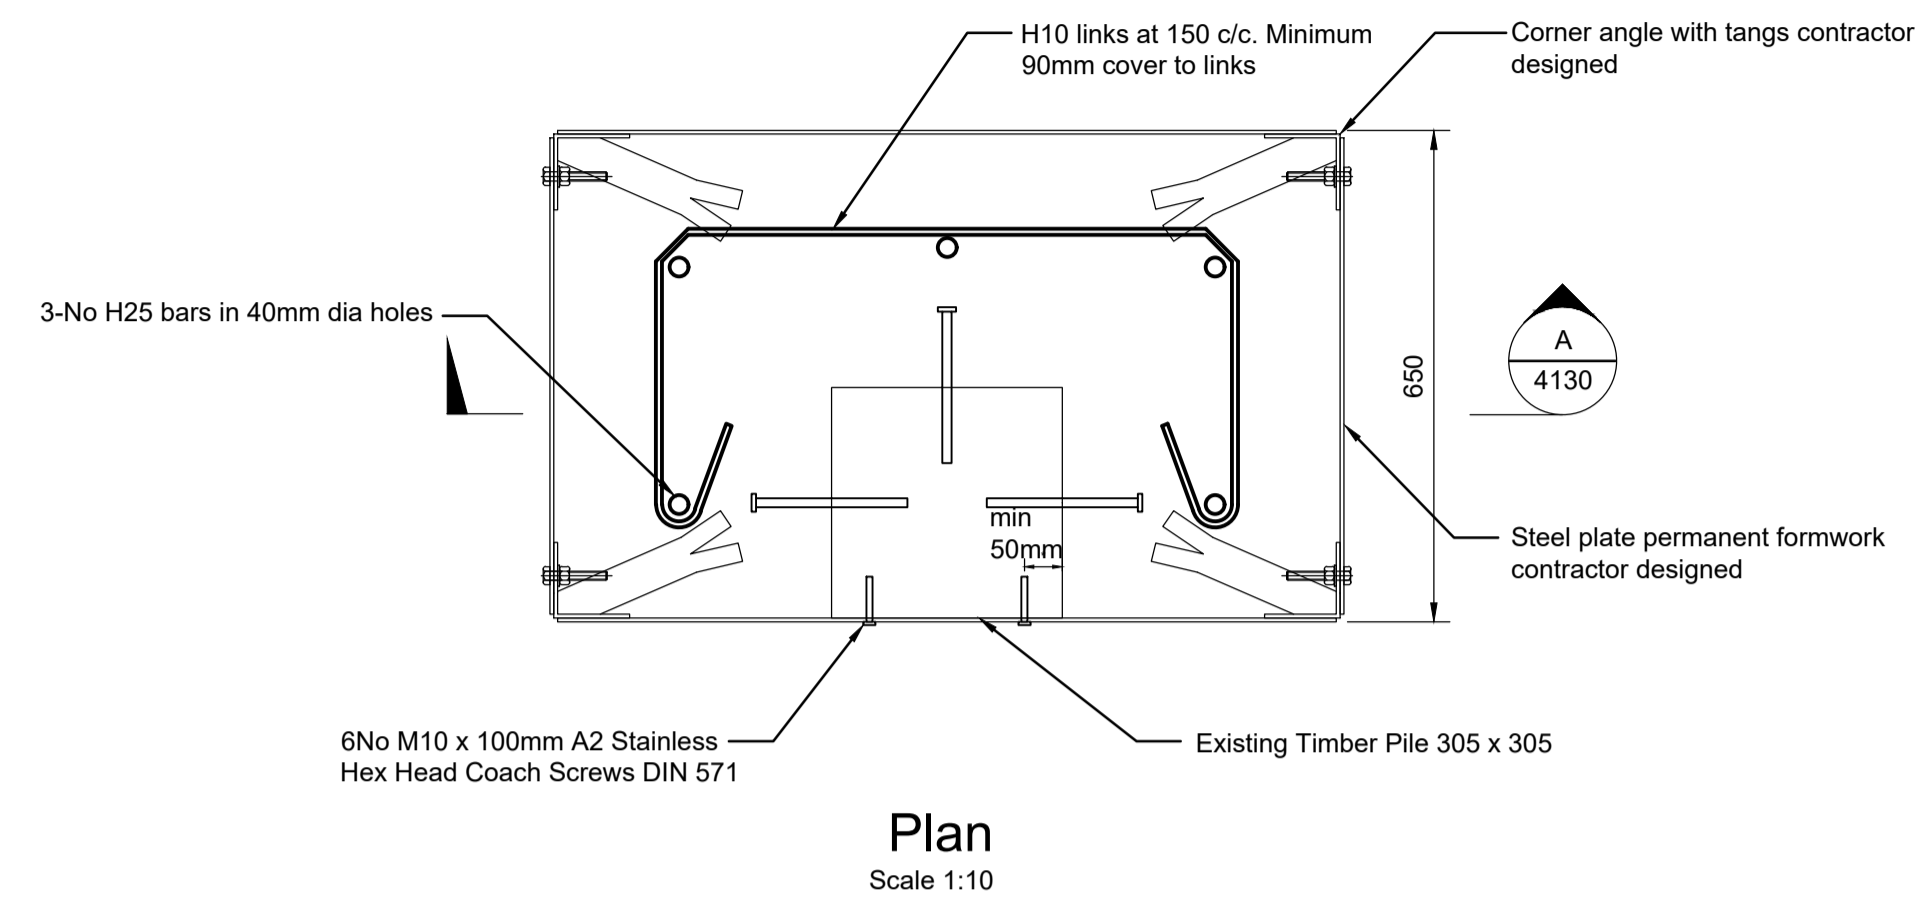 H10 links at 150 c/c. Minimum
90mm cover to links
Corner angle with tangs contractor
designed
3-No H25 bars in 40mm dia holes
A
4130
650
min
50mm
Steel plate permanent formwork
contractor designed
6No M10 x 100mm A2 Stainless
Hex Head Coach Screws DIN 571
Existing Timber Pile 305 x 305
Plan
Scale 1:10